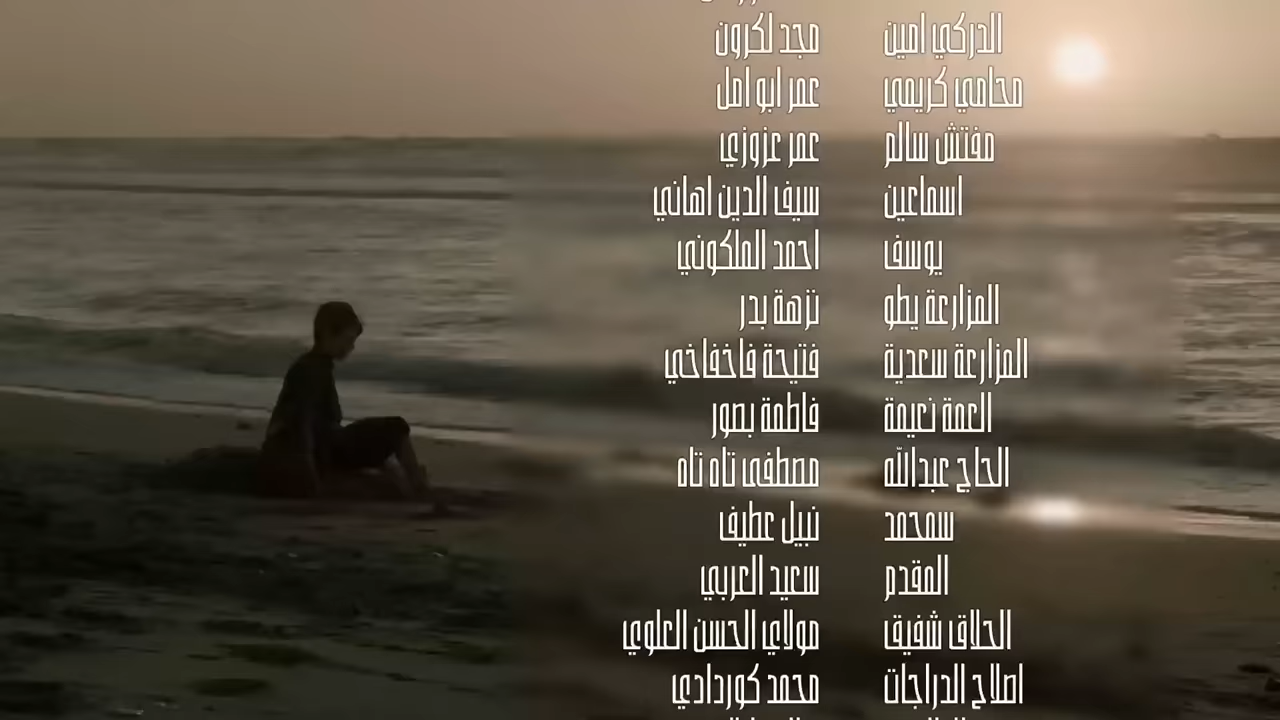 الدركي امين مجد لكرون
محامي كريمي عمر ابو امل
مفتش سالم عمر عزوزي
اسماعين سيف الدين اهاني
يوسف احمد الملكوني
المزارعة يطو نزهة بدر
المزارعة سعدية فتيحة فاخفاخي
العمة نعيمة فاطمة بصور
الحاج عبدالله مصطفى تاه تاه
سمحمد نبيل عطيف
المقدم سعيد العربي
الحلاق شفيق مولاي الحسن العلوي
اصلاح الدراجات محمد كوردادي